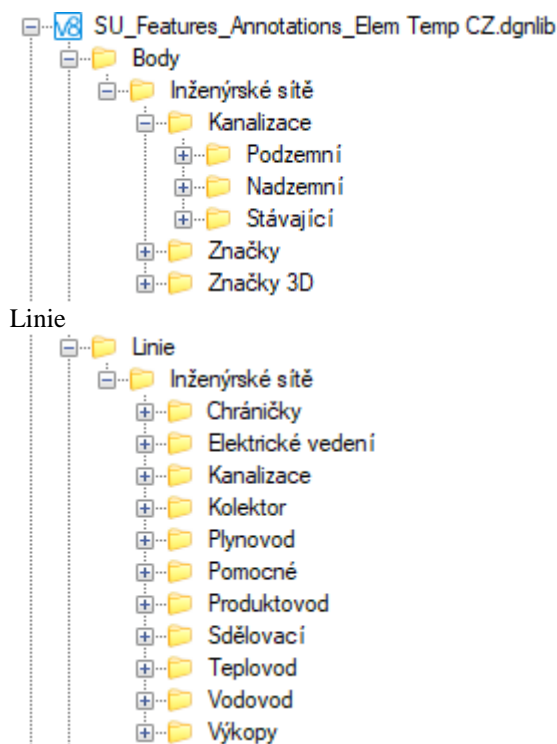 SU_Features_Annotations_Elem Temp CZ.dgnlib
Body
Inženýrské sítě
Kanalizace
Podzemní
Nadzemní
Stávající
Značky
Značky 3D
Linie
Linie
Inženýrské sítě
Chráničky
Elektrické vedení
Kanalizace
Kolektor
Plynovod
Pomocné
Produktovod
Sdělovací
Teplovod
Vodovod
Výkopy